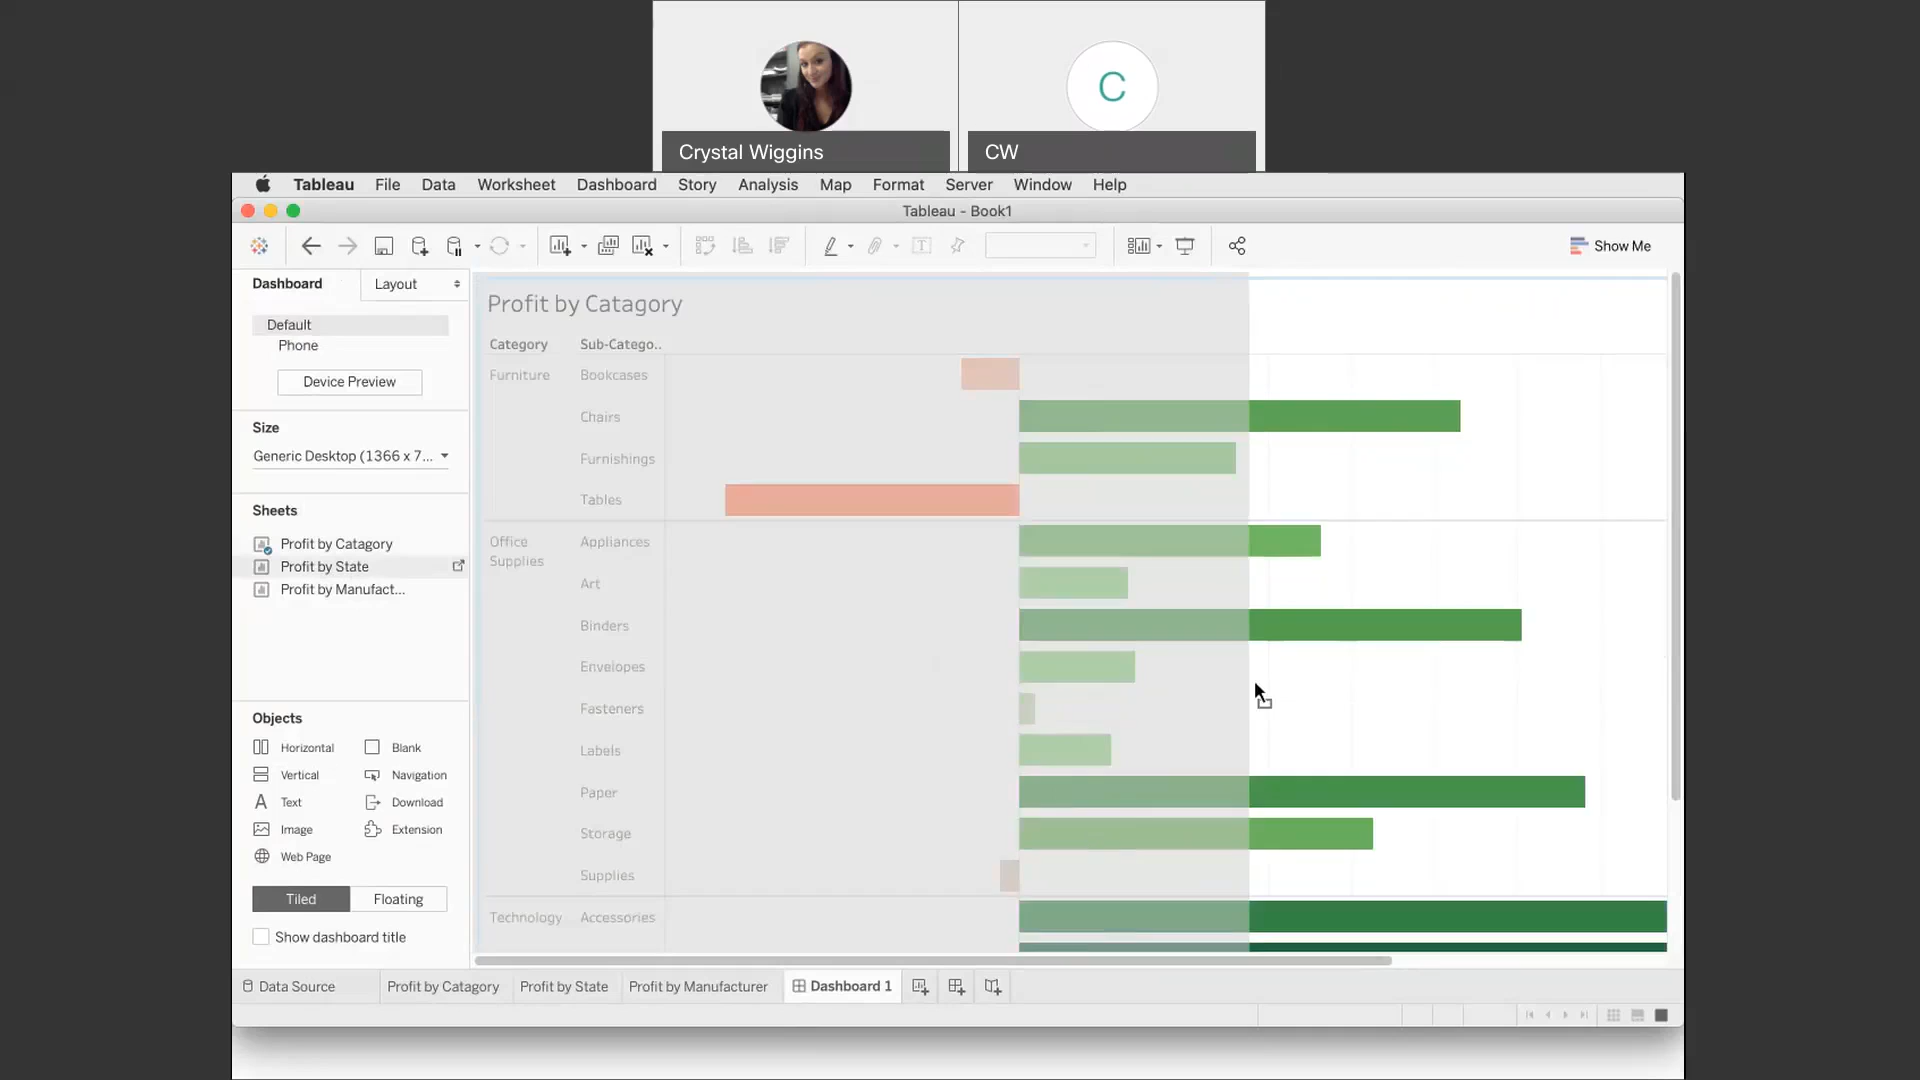 C
Crystal Wiggins
CW
Tableau File Data Worksheet Dashboard Story Analysis Map Format Server Window Help
Tableau - Book1
Show Me
Dashboard Layout
Default
Phone
Device Preview
Size
Generic Desktop (1366 x 7...
Sheets
Profit by Catagory
Profit by State
Profit by Manufact...
Objects
Horizontal Blank
Vertical Navigation
A Text Download
Image Extension
Web Page
Tiled Floating
Show dashboard title
Profit by Catagory
Category Sub-Catego..
Furniture Bookcases
Chairs
Furnishings
Tables
Office Supplies Appliances
Art
Binders
Envelopes
Fasteners
Labels
Paper
Storage
Supplies
Technology Accessories
Data Source Profit by Catagory Profit by State Profit by Manufacturer Dashboard 1